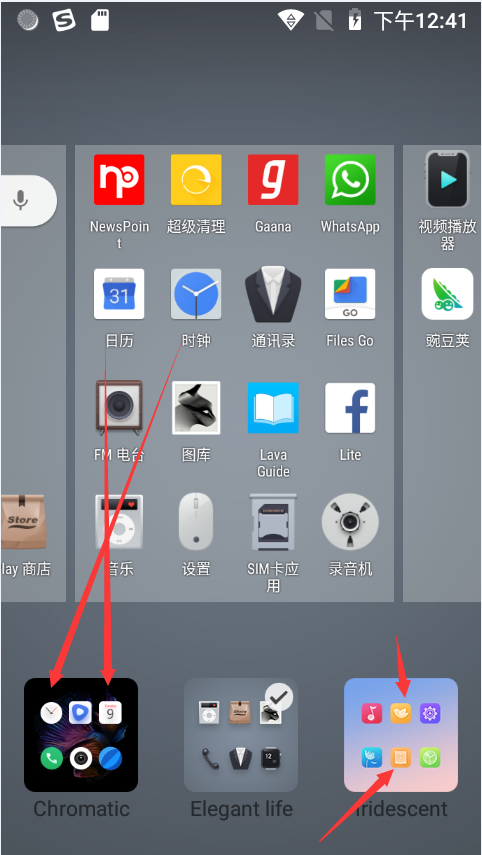 下午12:41
NewsPoin
t
超级清理
Gaana
WhatsApp
视频播放
器
日历
31
时钟
通讯录
GO
Files Go
豌豆荚
FM 电台
图库
Lava
Guide
Lite
Store
lay 商店
音乐
设置
SIM卡应
用
录音机
9
12
Chromatic
Elegant life
Iridescent